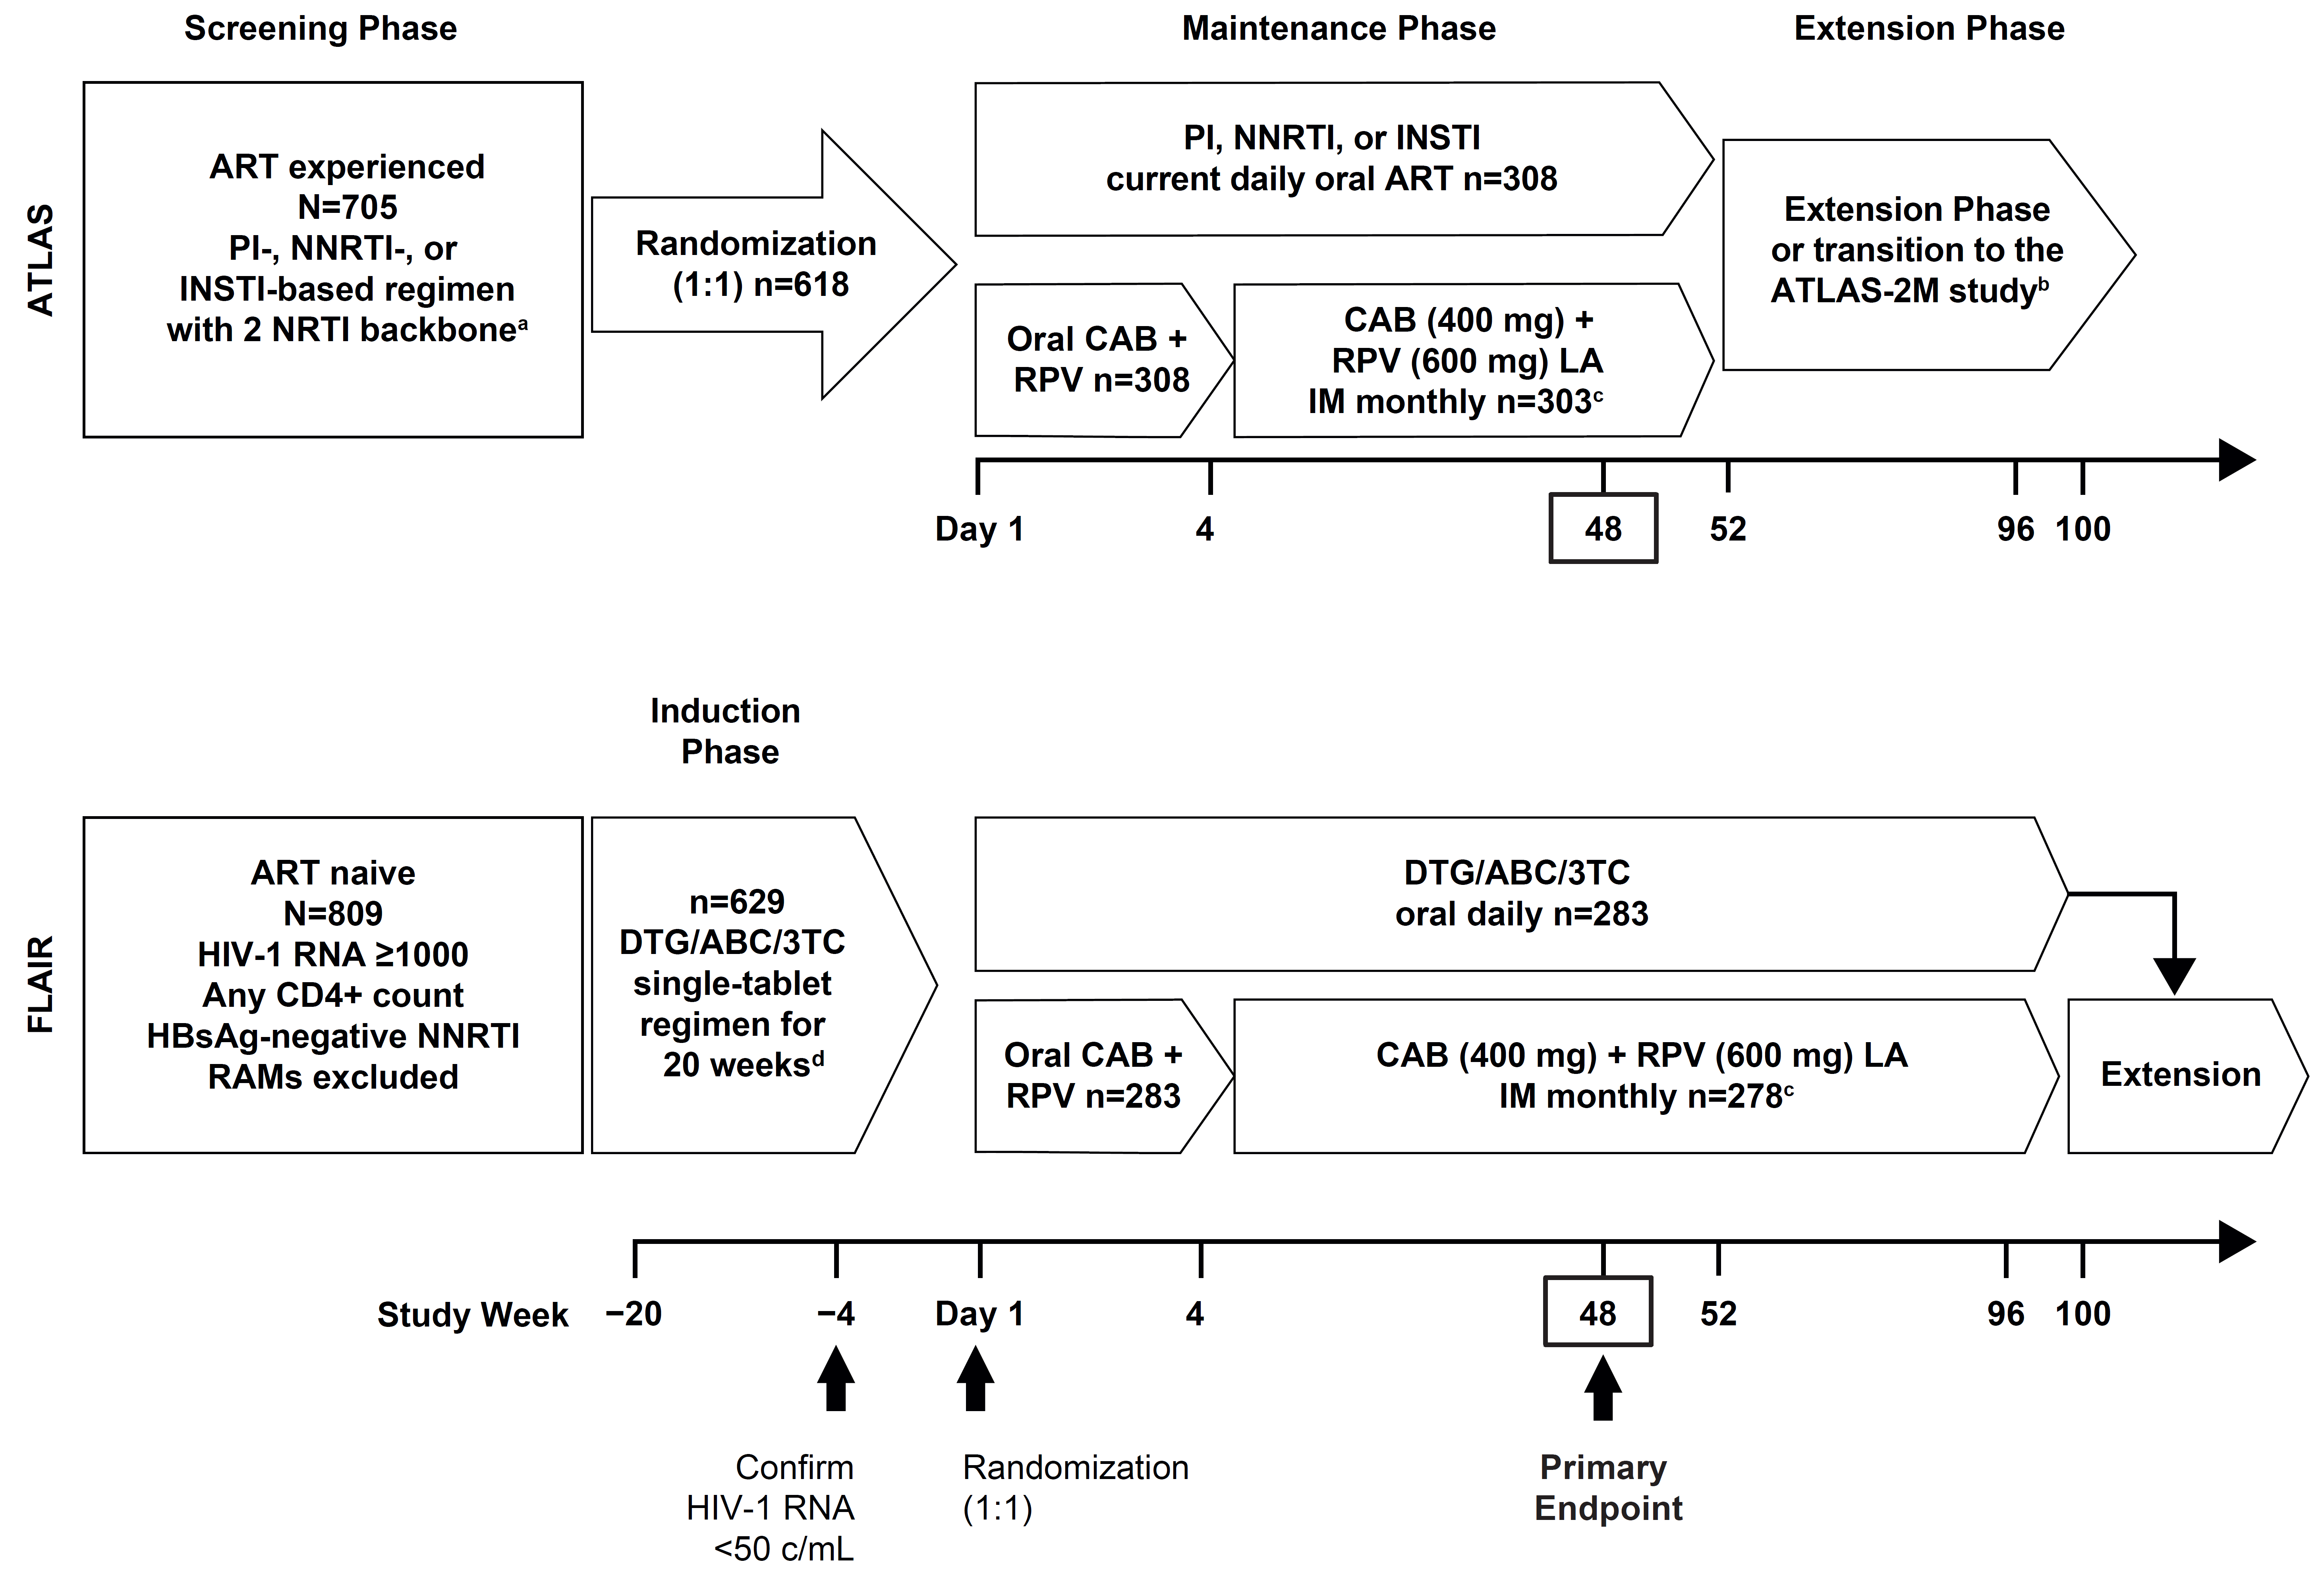 Screening Phase
Maintenance Phase
Extension Phase
ATLAS
ART experienced
N=705
PI-, NNRTI-, or
INSTI-based regimen
with 2 NRTI backboneᵃ
Randomization
(1:1) n=618
PI, NNRTI, or INSTI
current daily oral ART n=308
Oral CAB +
RPV n=308
CAB (400 mg) +
RPV (600 mg) LA
IM monthly n=303ᶜ
Extension Phase
or transition to the
ATLAS-2M studyᵇ
Day 1
4
48
52
96
100
Induction
Phase
FLAIR
ART naive
N=809
HIV-1 RNA ≥1000
Any CD4+ count
HBsAg-negative NNRTI
RAMs excluded
n=629
DTG/ABC/3TC
single-tablet
regimen for
20 weeksᵈ
DTG/ABC/3TC
oral daily n=283
Oral CAB +
RPV n=283
CAB (400 mg) + RPV (600 mg) LA
IM monthly n=278ᶜ
Extension
Study Week
−20
−4
Day 1
4
48
52
96
100
Confirm
HIV-1 RNA
<50 c/mL
Randomization
(1:1)
Primary
Endpoint